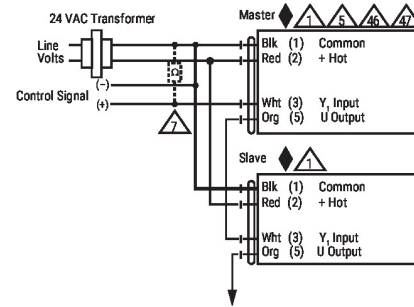 24 VAC Transformer
Master 1 5 46 47
Line
Volts
Blk (1) Common
Red (2) + Hot
Ω
(–)
Control Signal
(+)
Wht (3) Y, Input
Org (5) U Output
7
Slave 1
Blk (1) Common
Red (2) + Hot
Wht (3) Y, Input
Org (5) U Output